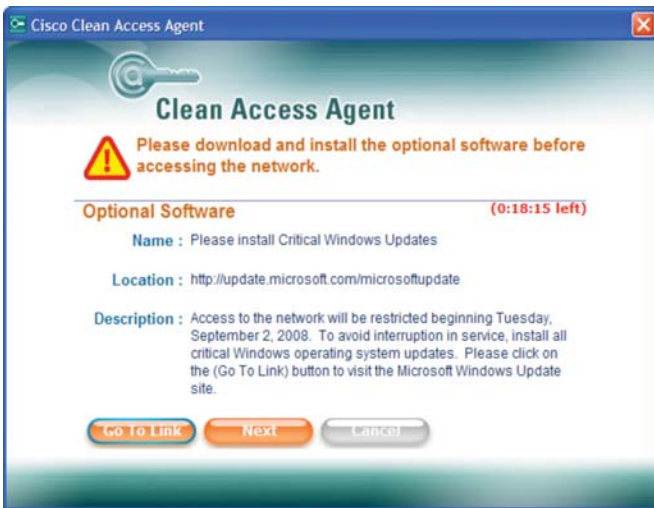 Cisco Clean Access Agent
Clean Access Agent
Please download and install the optional software before
accessing the network.
Optional Software (0:18:15 left)
Name : Please install Critical Windows Updates
Location : http://update.microsoft.com/microsoftupdate
Description : Access to the network will be restricted beginning Tuesday,
September 2, 2008. To avoid interruption in service, install all
critical Windows operating system updates. Please click on
the (Go To Link) button to visit the Microsoft Windows Update
site.
Go To Link Next Cancel